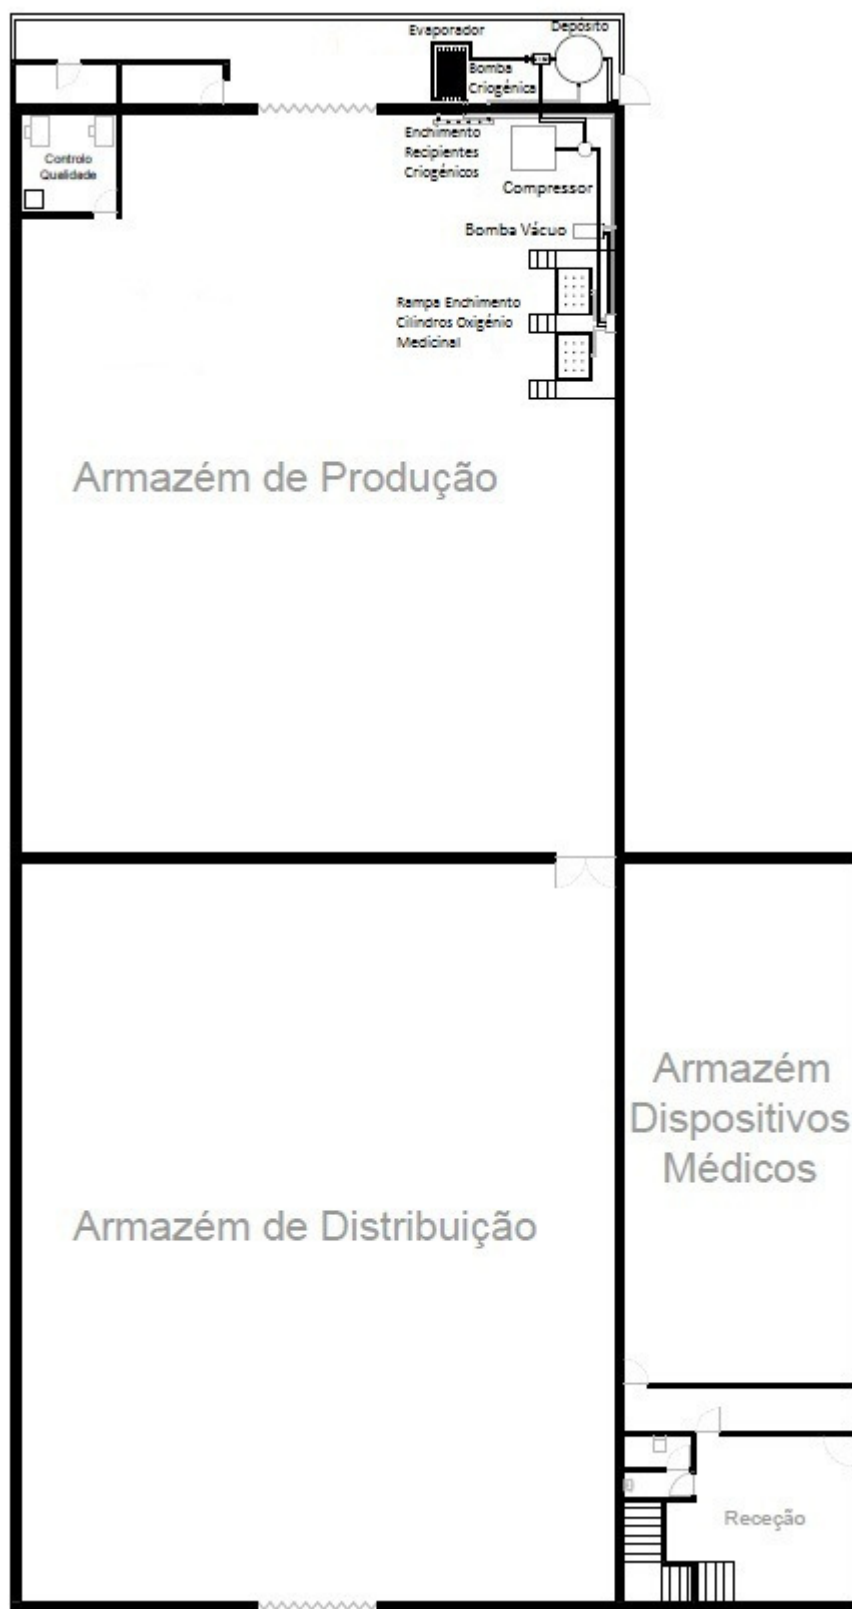 Evaporador
Depósito
Bomba
Criogénica
Enchimento
Recipientes
Criogénicos
Compressor
Controlo
Qualidade
Bomba Vácuo
Rampa Enchimento
Cilindros Oxigénio
Medicinal
Armazém de Produção
Armazém
Dispositivos
Médicos
Armazém de Distribuição
Receção